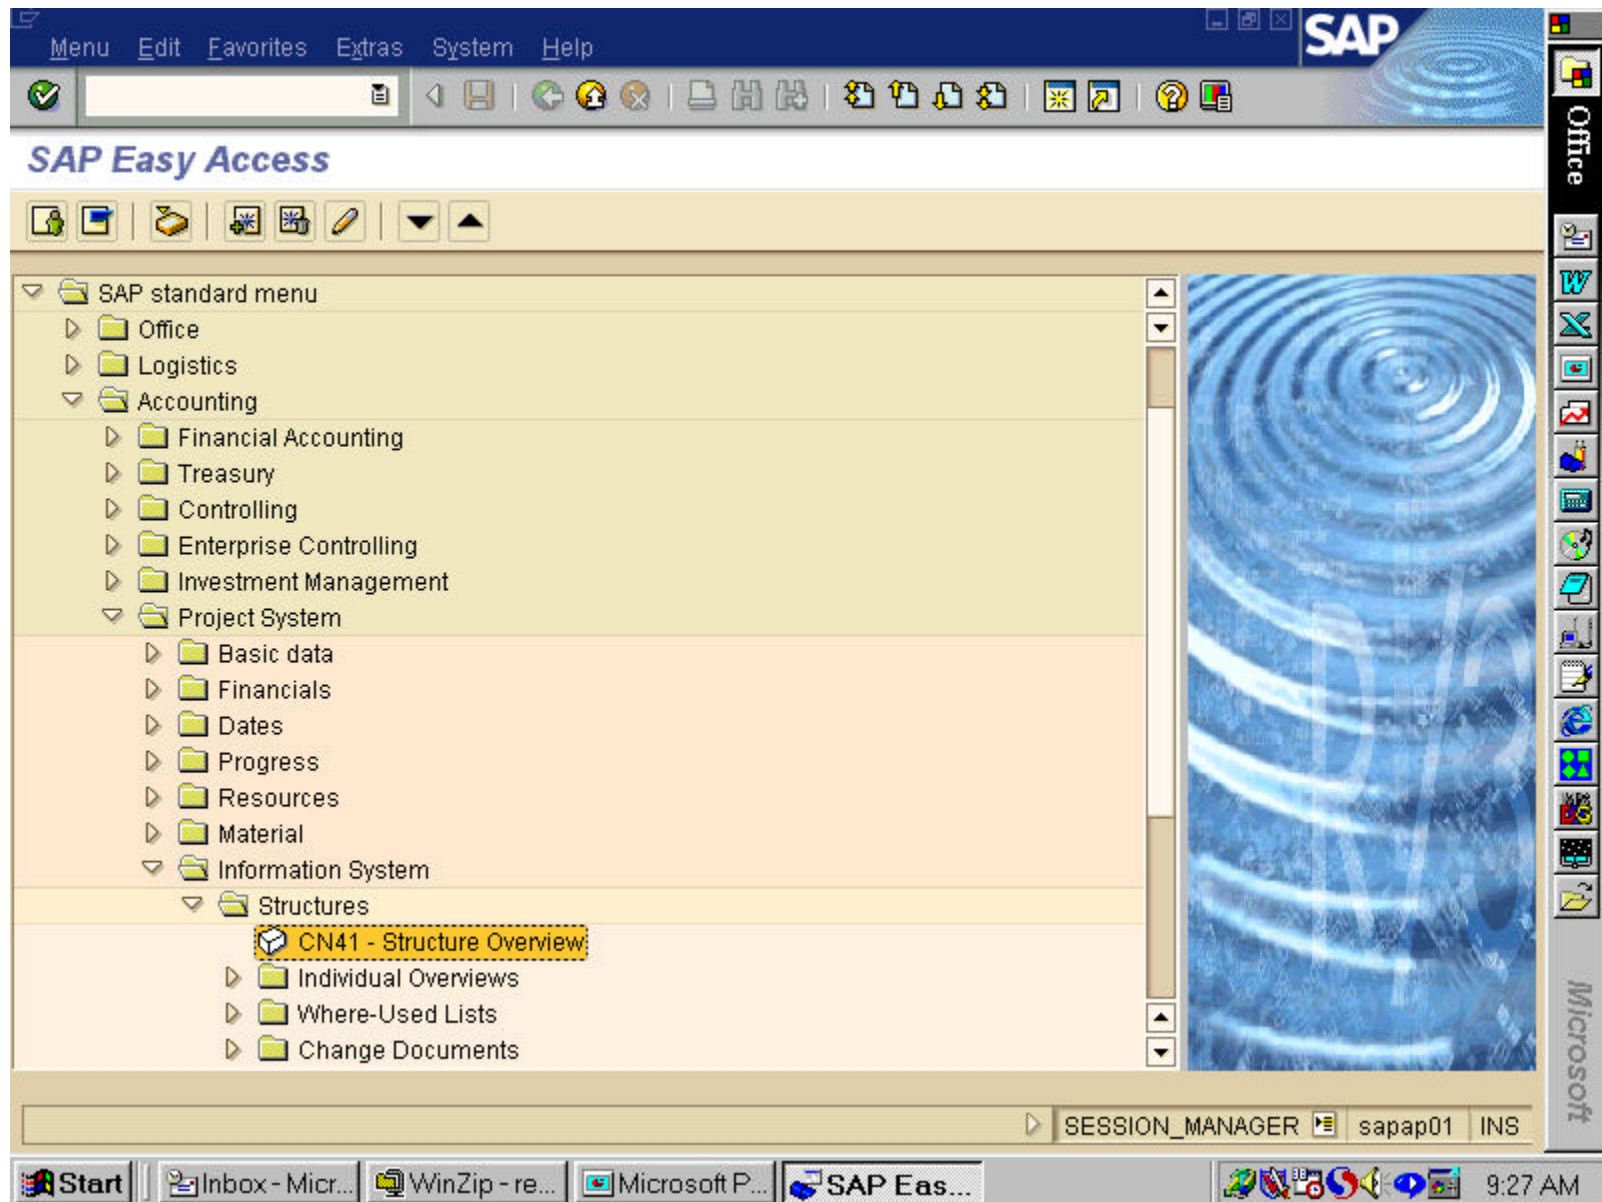 Menu Edit Favorites Extras System Help
SAP
SAP Easy Access
SAP standard menu
Office
Logistics
Accounting
Financial Accounting
Treasury
Controlling
Enterprise Controlling
Investment Management
Project System
Basic data
Financials
Dates
Progress
Resources
Material
Information System
Structures
CN41 - Structure Overview
Individual Overviews
Where-Used Lists
Change Documents
SESSION_MANAGER sapap01 INS
Office
Microsoft
Start Inbox - Micr... WinZip - re... Microsoft P... SAP Eas... 9:27 AM